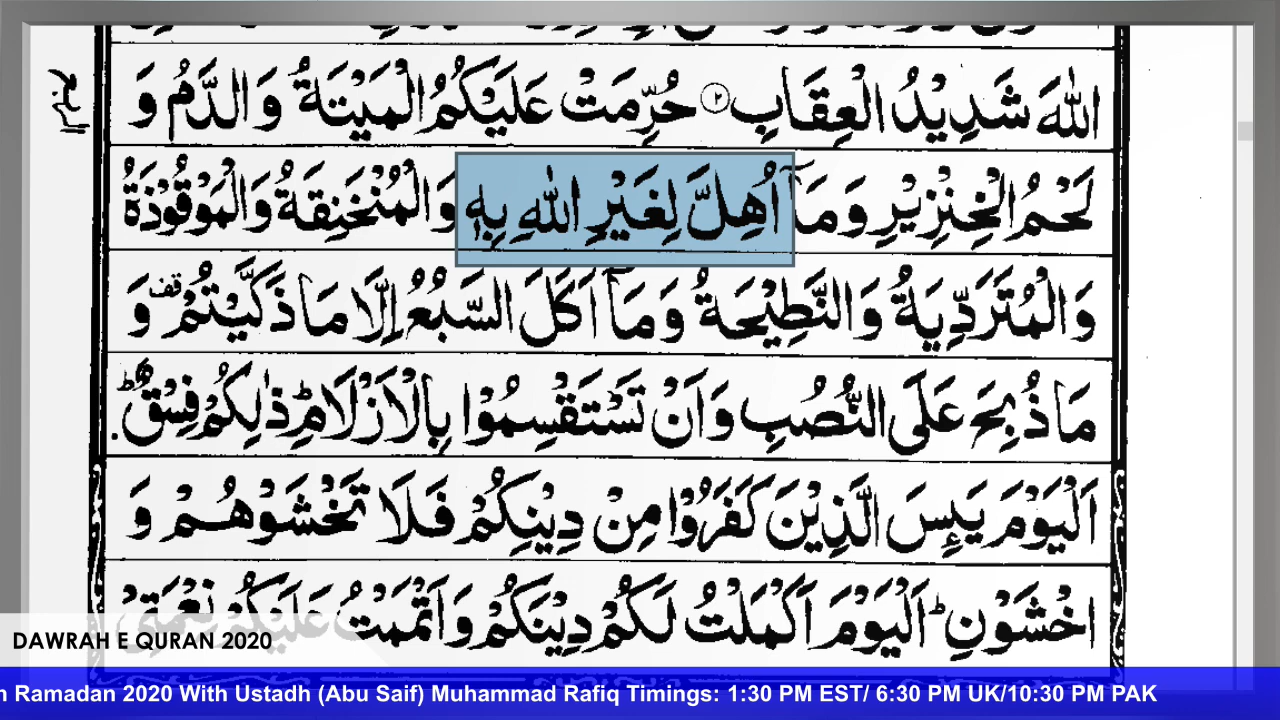 اللّٰهَ شَدِيْدُ الْعِقَابِ ﴿۲﴾ حُرِّمَتْ عَلَيْكُمُ الْمَيْتَةُ وَالدَّمُ وَ
لَحْمُ الْخِنْزِيْرِ وَمَاۤ اُهِلَّ لِغَيْرِ اللّٰهِ بِهٖ وَالْمُنْخَنِقَةُ وَالْمَوْقُوْذَةُ
وَالْمُتَرَدِّيَةُ وَالنَّطِيْحَةُ وَمَاۤ اَكَلَ السَّبُعُ اِلَّا مَا ذَكَّيْتُمْ قف وَ
مَا ذُبِحَ عَلَى النُّصُبِ وَاَنْ تَسْتَقْسِمُوْا بِالْاَزْلَامِ ؕ ذٰلِكُمْ فِسْقٌ ؕ
اَلْيَوْمَ يَىِٕسَ الَّذِيْنَ كَفَرُوْا مِنْ دِيْنِكُمْ فَلَا تَخْشَوْهُمْ وَ
اخْشَوْنِ ؕ اَلْيَوْمَ اَكْمَلْتُ لَكُمْ دِيْنَكُمْ وَاَتْمَمْتُ عَلَيْكُمْ نِعْمَتِيْ
DAWRAH E QURAN 2020
n Ramadan 2020 With Ustadh (Abu Saif) Muhammad Rafiq Timings: 1:30 PM EST/ 6:30 PM UK/10:30 PM PAK